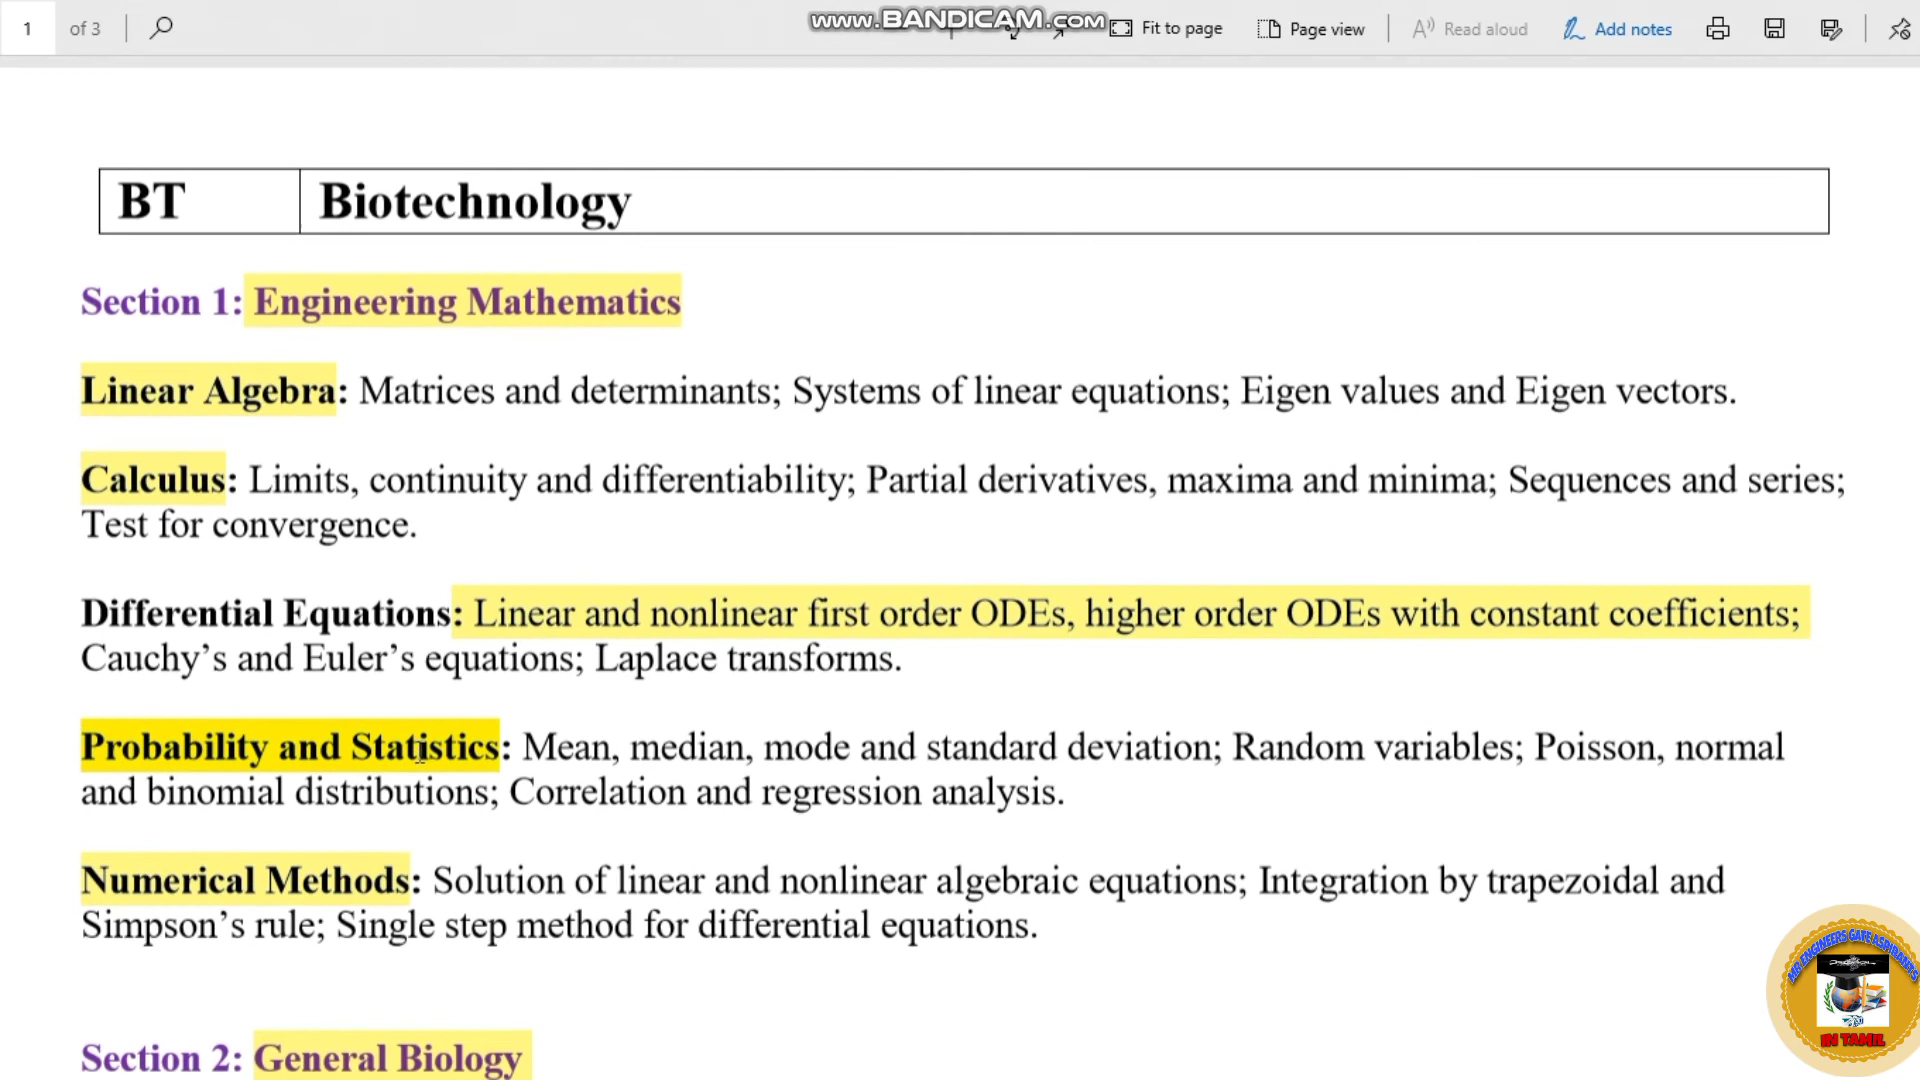 1 of 3
www.BANDICAM.com
Fit to page
Page view
Read aloud
Add notes
BT Biotechnology
Section 1: Engineering Mathematics
Linear Algebra: Matrices and determinants; Systems of linear equations; Eigen values and Eigen vectors.
Calculus: Limits, continuity and differentiability; Partial derivatives, maxima and minima; Sequences and series;
Test for convergence.
Differential Equations: Linear and nonlinear first order ODEs, higher order ODEs with constant coefficients;
Cauchy’s and Euler’s equations; Laplace transforms.
Probability and Statistics: Mean, median, mode and standard deviation; Random variables; Poisson, normal
and binomial distributions; Correlation and regression analysis.
Numerical Methods: Solution of linear and nonlinear algebraic equations; Integration by trapezoidal and
Simpson’s rule; Single step method for differential equations.
MR ENGINEERS GATE ASPIRANTS
IN TAMIL
Section 2: General Biology